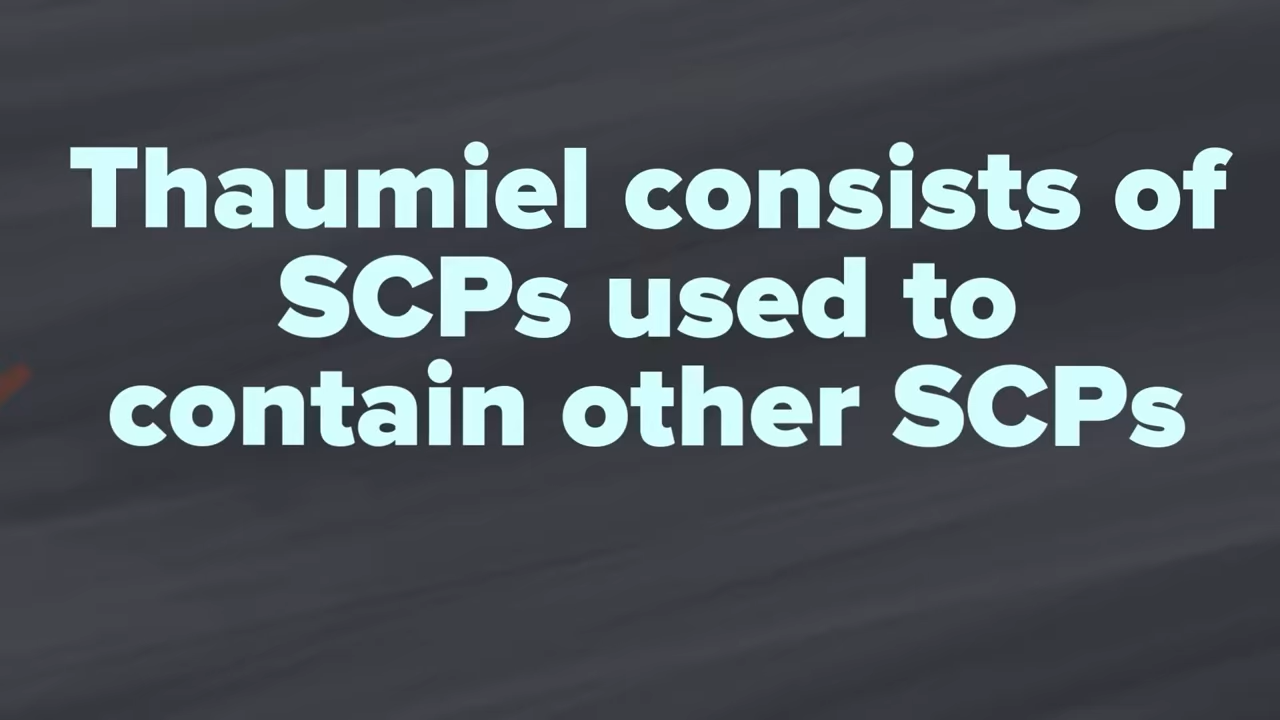 Thaumiel consists of
SCPs used to
contain other SCPs